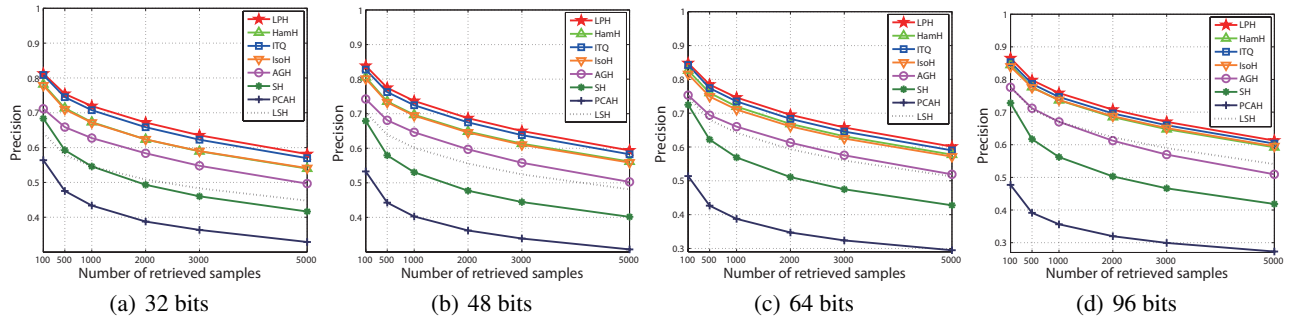 1
0.9
0.8
0.7
0.6
0.5
0.4
Precision
100 500 1000 2000 3000 5000
Number of retrieved samples
LPH
HamH
ITQ
IsoH
AGH
SH
PCAH
LSH
(a) 32 bits
1
0.9
0.8
0.7
0.6
0.5
0.4
Precision
100 500 1000 2000 3000 5000
Number of retrieved samples
LPH
HamH
ITQ
IsoH
AGH
SH
PCAH
LSH
(b) 48 bits
1
0.9
0.8
0.7
0.6
0.5
0.4
0.3
Precision
100 500 1000 2000 3000 5000
Number of retrieved samples
LPH
HamH
ITQ
IsoH
AGH
SH
PCAH
LSH
(c) 64 bits
1
0.9
0.8
0.7
0.6
0.5
0.4
0.3
Precision
100 500 1000 2000 3000 5000
Number of retrieved samples
LPH
HamH
ITQ
IsoH
AGH
SH
PCAH
LSH
(d) 96 bits